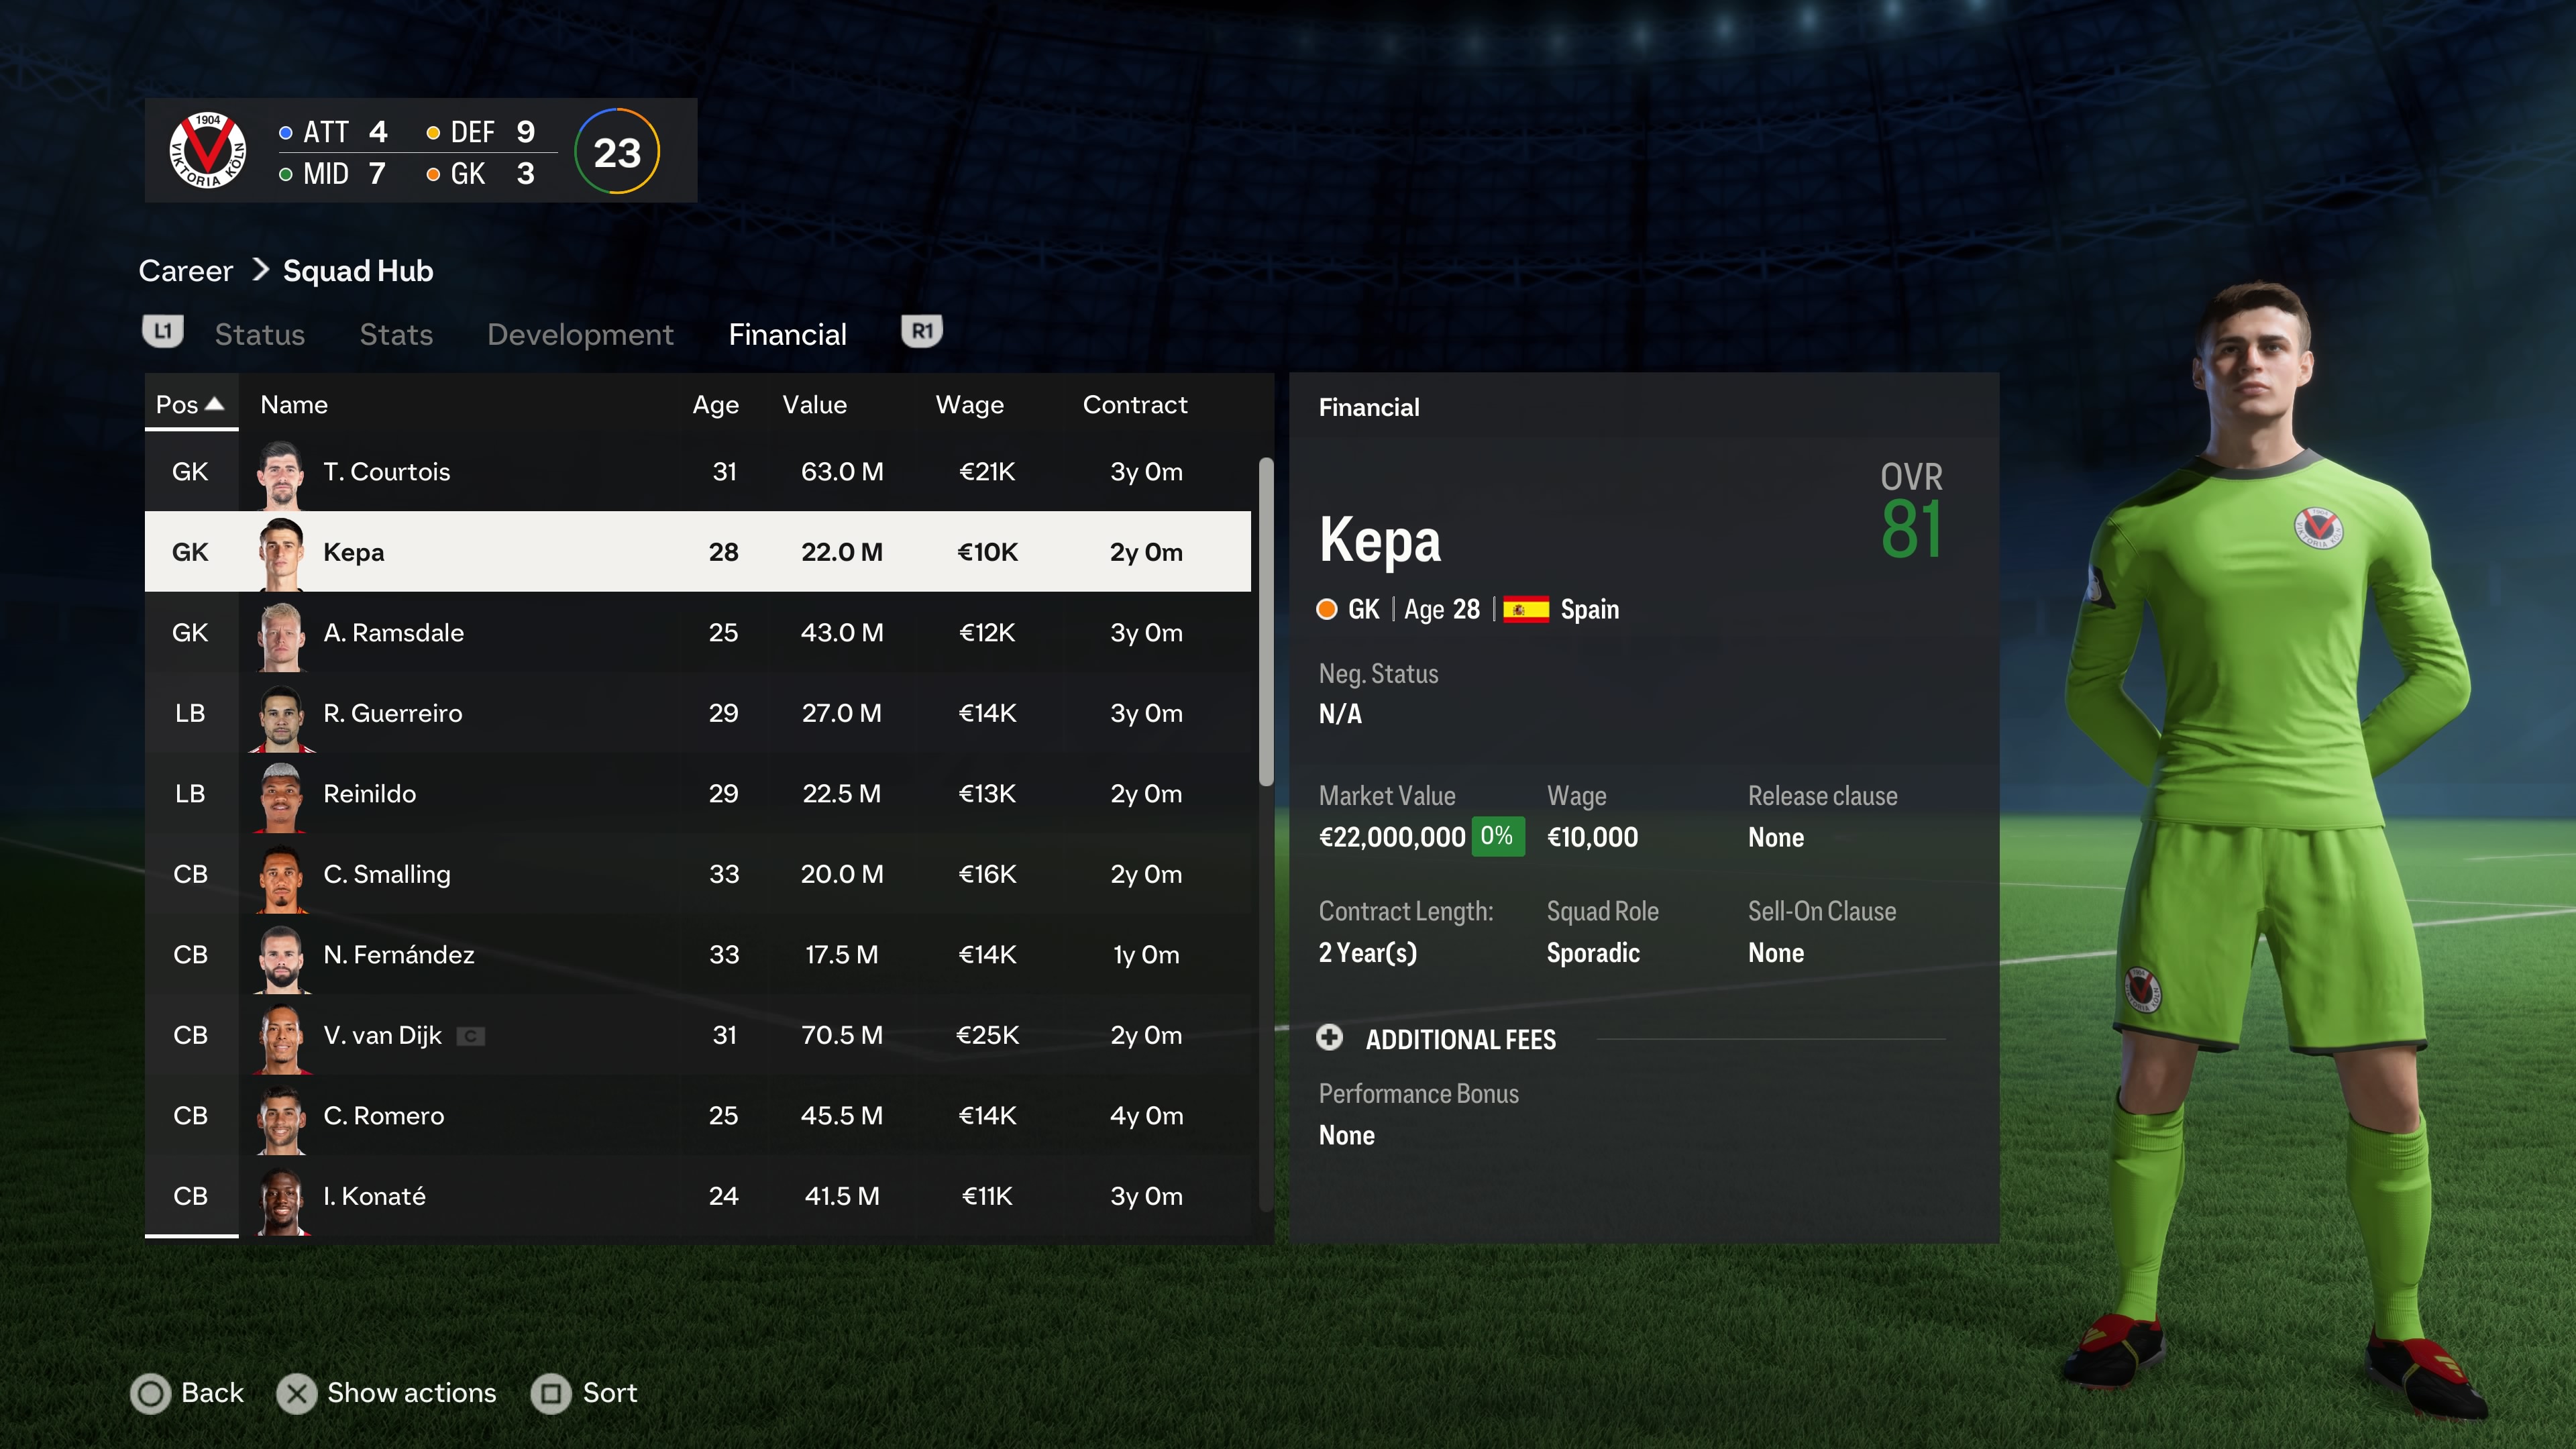 1904
VIKTORIA KÖLN
ATT 4 DEF 9
MID 7 GK 3
23
Career > Squad Hub
L1 Status Stats Development Financial R1
Pos Name Age Value Wage Contract
GK T. Courtois 31 63.0 M €21K 3y 0m
GK Kepa 28 22.0 M €10K 2y 0m
GK A. Ramsdale 25 43.0 M €12K 3y 0m
LB R. Guerreiro 29 27.0 M €14K 3y 0m
LB Reinildo 29 22.5 M €13K 2y 0m
CB C. Smalling 33 20.0 M €16K 2y 0m
CB N. Fernández 33 17.5 M €14K 1y 0m
CB V. van Dijk C 31 70.5 M €25K 2y 0m
CB C. Romero 25 45.5 M €14K 4y 0m
CB I. Konaté 24 41.5 M €11K 3y 0m
Financial
OVR
81
Kepa
GK | Age 28 | Spain
Neg. Status
N/A
Market Value Wage Release clause
€22,000,000 0% €10,000 None
Contract Length: Squad Role Sell-On Clause
2 Year(s) Sporadic None
ADDITIONAL FEES
Performance Bonus
None
Back Show actions Sort